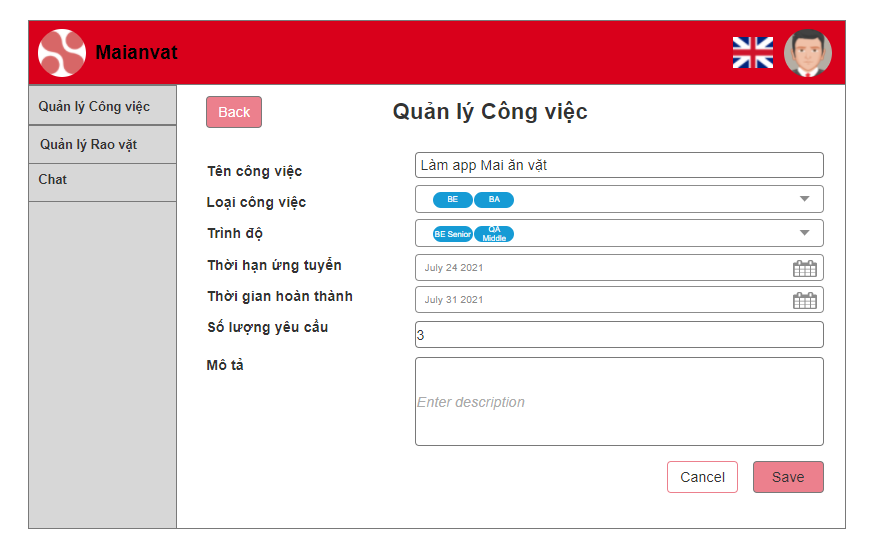 Maianvat
Quản lý Công việc
Quản lý Rao vặt
Chat
Back
Quản lý Công việc
Tên công việc
Làm app Mai ăn vặt
Loại công việc
BE BA
Trình độ
BE Senior QA Middle
Thời hạn ứng tuyển
July 24 2021
Thời gian hoàn thành
July 31 2021
Số lượng yêu cầu
3
Mô tả
Enter description
Cancel
Save